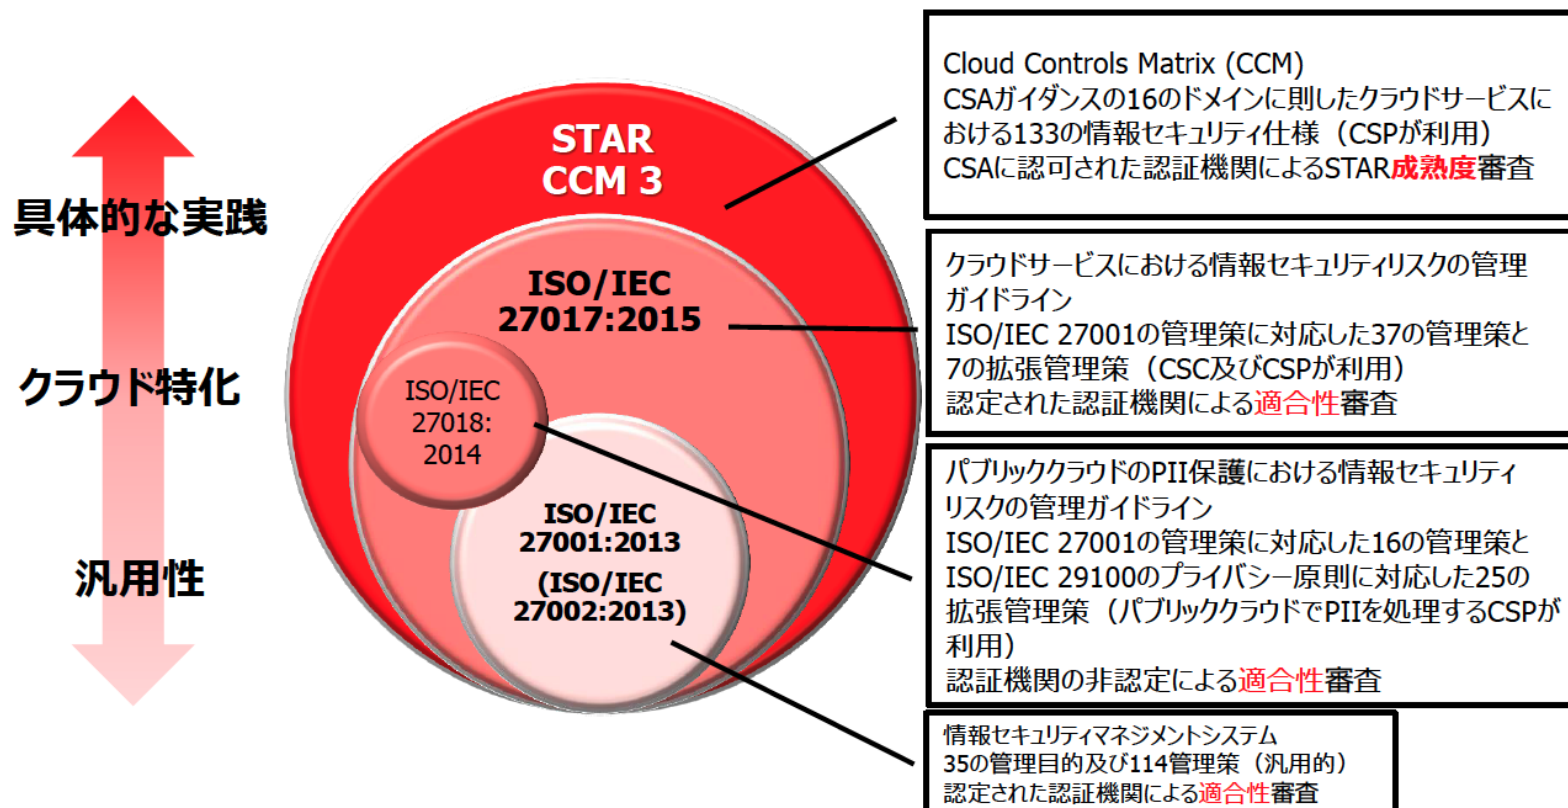 具体的な実践
クラウド特化
汎用性
STAR
CCM 3
ISO/IEC
27017:2015
ISO/IEC
27018:
2014
ISO/IEC
27001:2013
(ISO/IEC
27002:2013)
Cloud Controls Matrix (CCM)
CSAガイダンスの16のドメインに則したクラウドサービスに
おける133の情報セキュリティ仕様（CSPが利用）
CSAに認可された認証機関によるSTAR成熟度審査
クラウドサービスにおける情報セキュリティリスクの管理
ガイドライン
ISO/IEC 27001の管理策に対応した37の管理策と
7の拡張管理策（CSC及びCSPが利用）
認定された認証機関による適合性審査
パブリッククラウドのPII保護における情報セキュリティ
リスクの管理ガイドライン
ISO/IEC 27001の管理策に対応した16の管理策と
ISO/IEC 29100のプライバシー原則に対応した25の
拡張管理策（パブリッククラウドでPIIを処理するCSPが
利用）
認証機関の非認定による適合性審査
情報セキュリティマネジメントシステム
35の管理目的及び114管理策（汎用的）
認定された認証機関による適合性審査